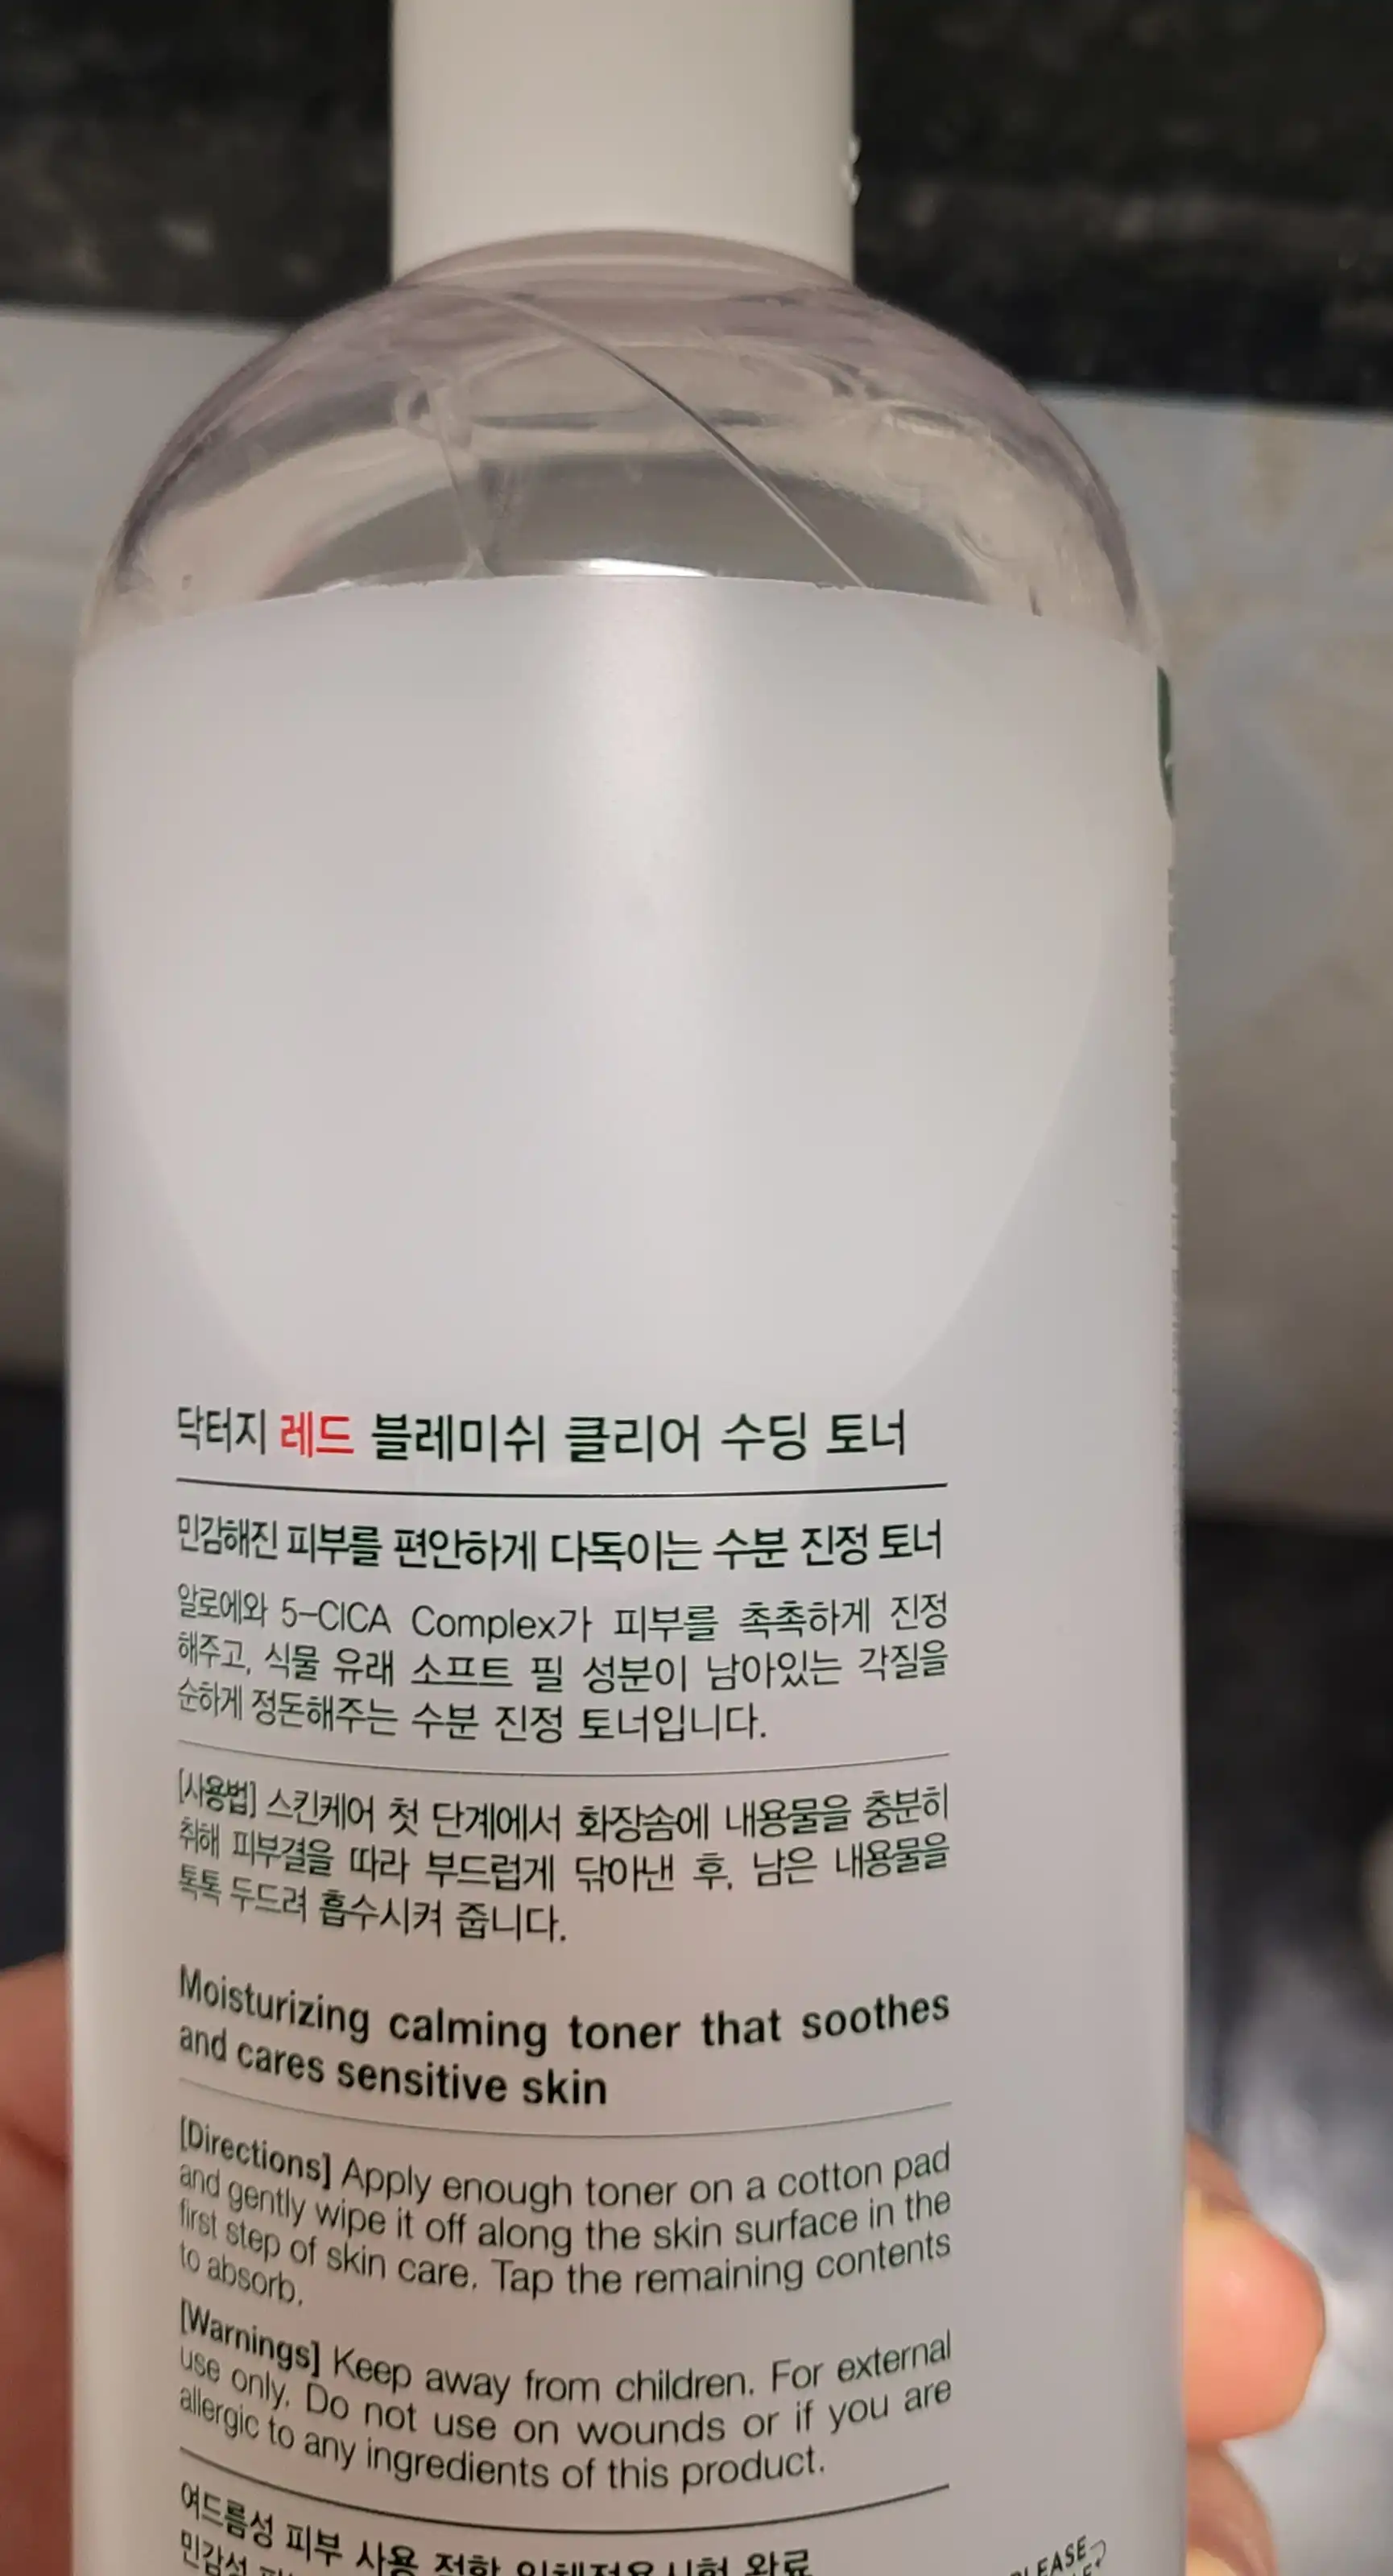 닥터지 레드 블레미쉬 클리어 수딩 토너
민감해진 피부를 편안하게 다독이는 수분 진정 토너
알로에와 5-CICA Complex가 피부를 촉촉하게 진정
해주고, 식물 유래 소프트 필 성분이 남아있는 각질을
순하게 정돈해주는 수분 진정 토너입니다.
[사용법] 스킨케어 첫 단계에서 화장솜에 내용물을 충분히
취해 피부결을 따라 부드럽게 닦아낸 후, 남은 내용물을
톡톡 두드려 흡수시켜 줍니다.
Moisturizing calming toner that soothes
and cares sensitive skin
[Directions] Apply enough toner on a cotton pad
and gently wipe it off along the skin surface in the
first step of skin care. Tap the remaining contents
to absorb.
[Warnings] Keep away from children. For external
use only. Do not use on wounds or if you are
allergic to any ingredients of this product.
여드름성 피부 사용 적합 인체적용시험 완료
민감성
PLEASE